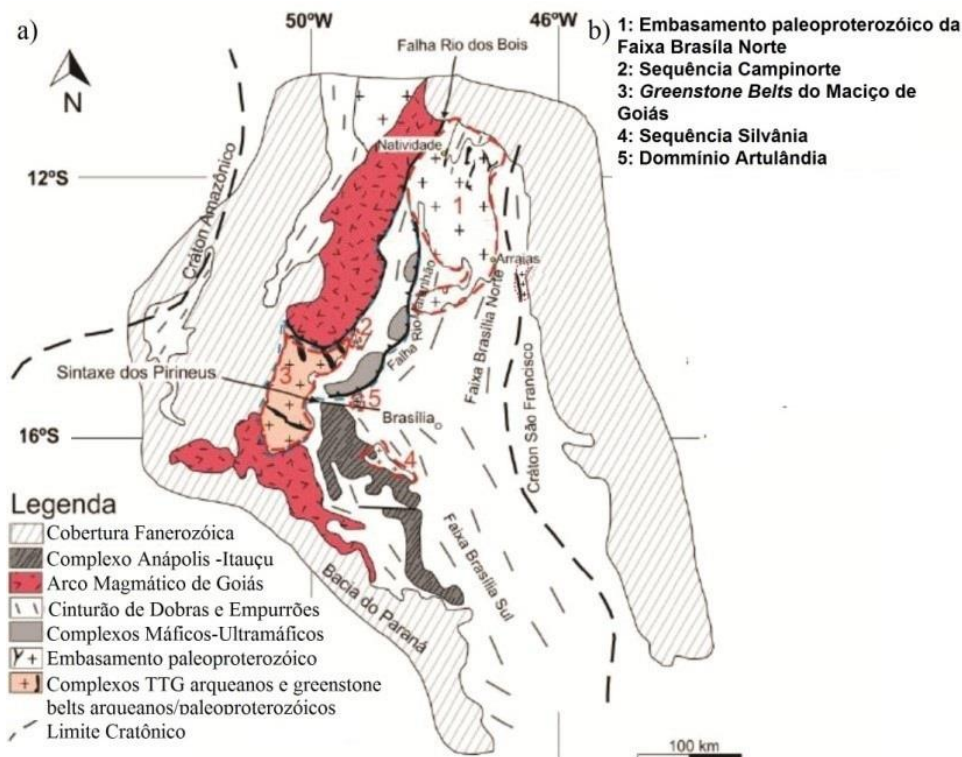 a)
50°W
46°W
b)
1: Embasamento paleoproterozóico da
Faixa Brasíla Norte
2: Sequência Campinorte
3: Greenstone Belts do Maciço de
Goiás
4: Sequência Silvânia
5: Dommínio Artulândia
Falha Rio dos Bois
N
Natividade
12°S
Cráton Amazônico
1
Arraias
Falha Rio Maranhão
Faixa Brasília Norte
2
3
Sintaxe dos Pirineus
5
Brasília
Cráton São Francisco
16°S
4
Faixa Brasília Sul
Bacia do Paraná
Legenda
Cobertura Fanerozóica
Complexo Anápolis -Itauçu
Arco Magmático de Goiás
Cinturão de Dobras e Empurrões
Complexos Máficos-Ultramáficos
Embasamento paleoproterozóico
Complexos TTG arqueanos e greenstone
belts arqueanos/paleoproterozóicos
Limite Cratônico
100 km